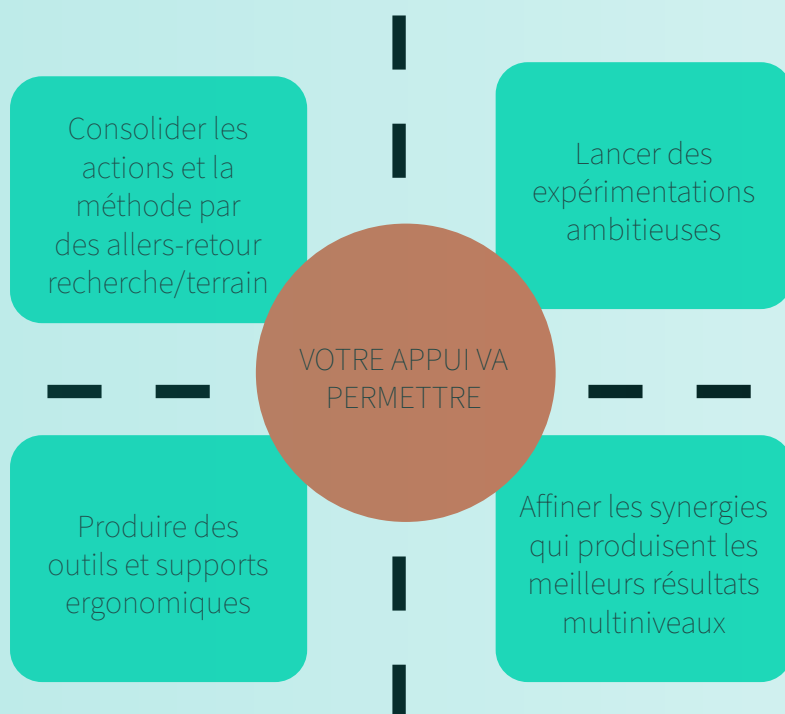 Consolider les
actions et la
méthode par
des allers-retour
recherche/terrain
Lancer des
expérimentations
ambitieuses
VOTRE APPUI VA
PERMETTRE
Produire des
outils et supports
ergonomiques
Affiner les synergies
qui produisent les
meilleurs résultats
multiniveaux